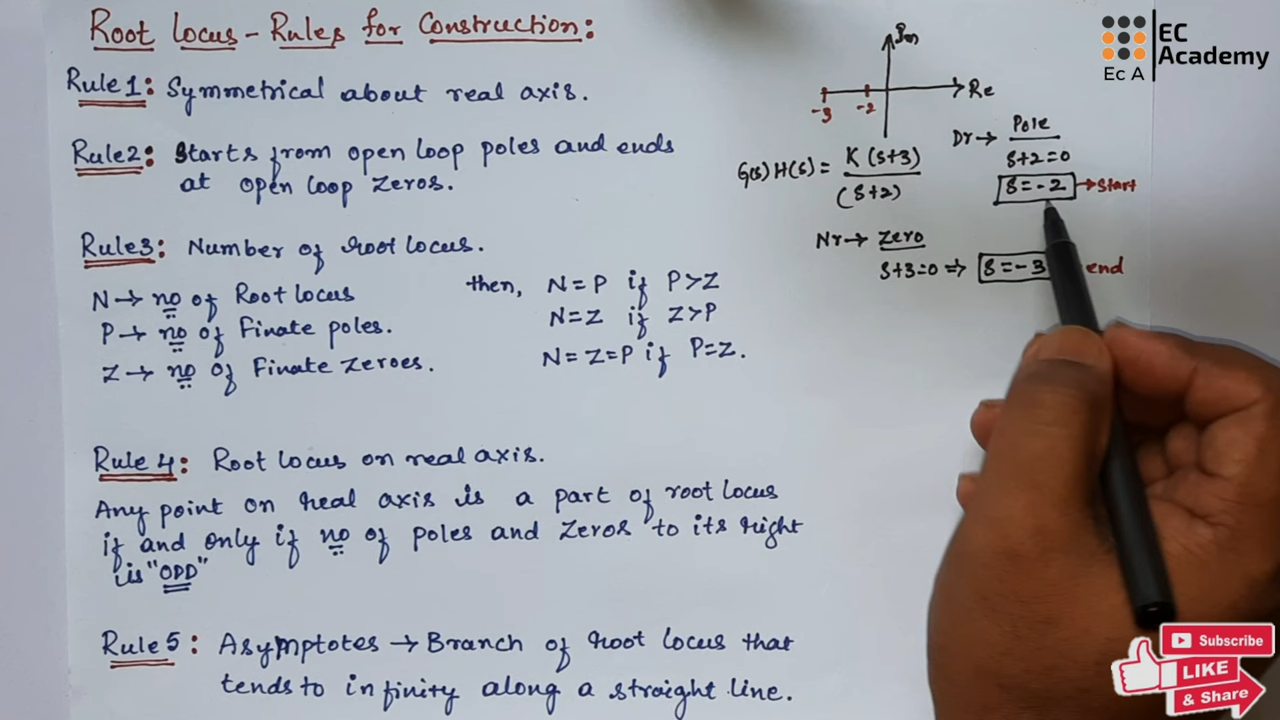 Root Locus - Rules for Construction:
Rule 1: Symmetrical about real axis.
Rule2: Starts from open loop poles and ends
at open loop zeros.
Rule3: Number of root locus.
N → no of Root locus
P → no of Finate poles.
Z → no of Finate zeroes.
then, N = P if P>Z
N = Z if Z>P
N = Z = P if P=Z.
Rule 4: Root locus on real axis.
Any point on real axis is a part of root locus
if and only if no of poles and zeros to its right
is "ODD"
Rule 5: Asymptotes → Branch of root locus that
tends to infinity along a straight line.
Im
-3 -2 Re
G(s) H(s) = K (s+3)
(s+2)
Dr → Pole
s+2=0
s=-2 → start
Nr → Zero
s+3=0 ⇒ s=-3 end
EC
Academy
Ec A
Subscribe
LIKE
& Share